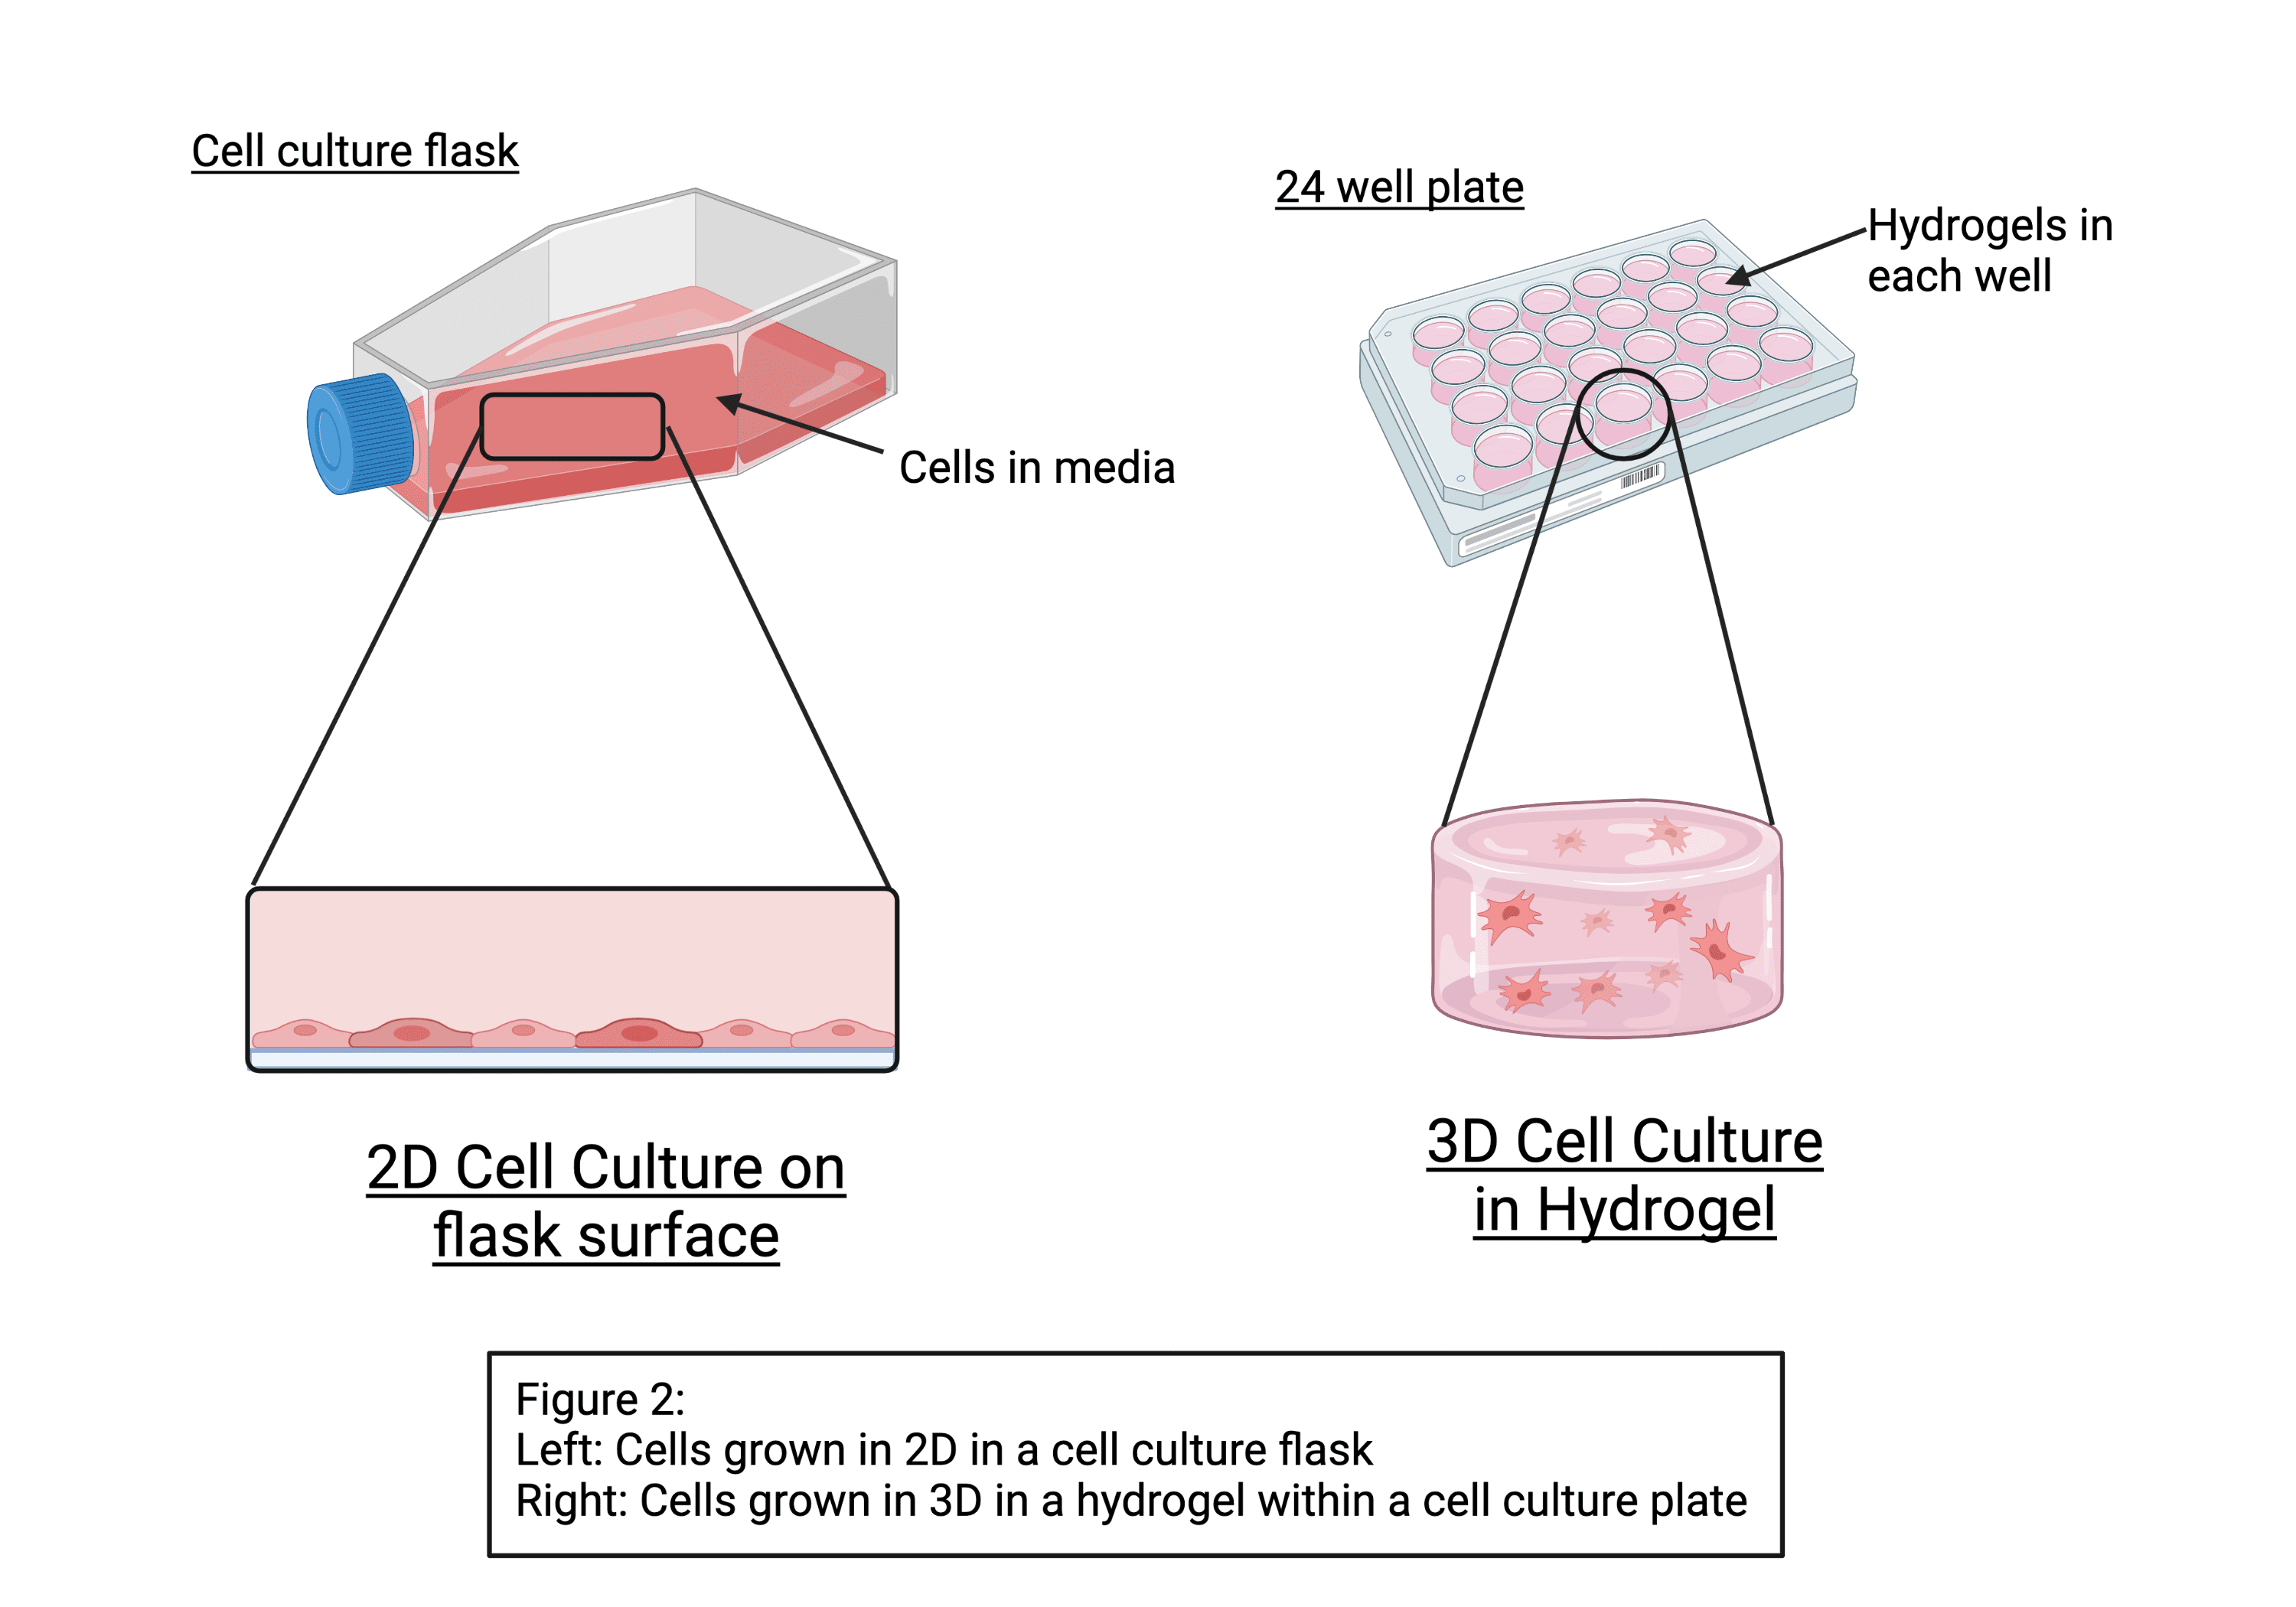 Cell culture flask
24 well plate
Hydrogels in
each well
Cells in media
2D Cell Culture on
flask surface
3D Cell Culture
in Hydrogel
Figure 2:
Left: Cells grown in 2D in a cell culture flask
Right: Cells grown in 3D in a hydrogel within a cell culture plate